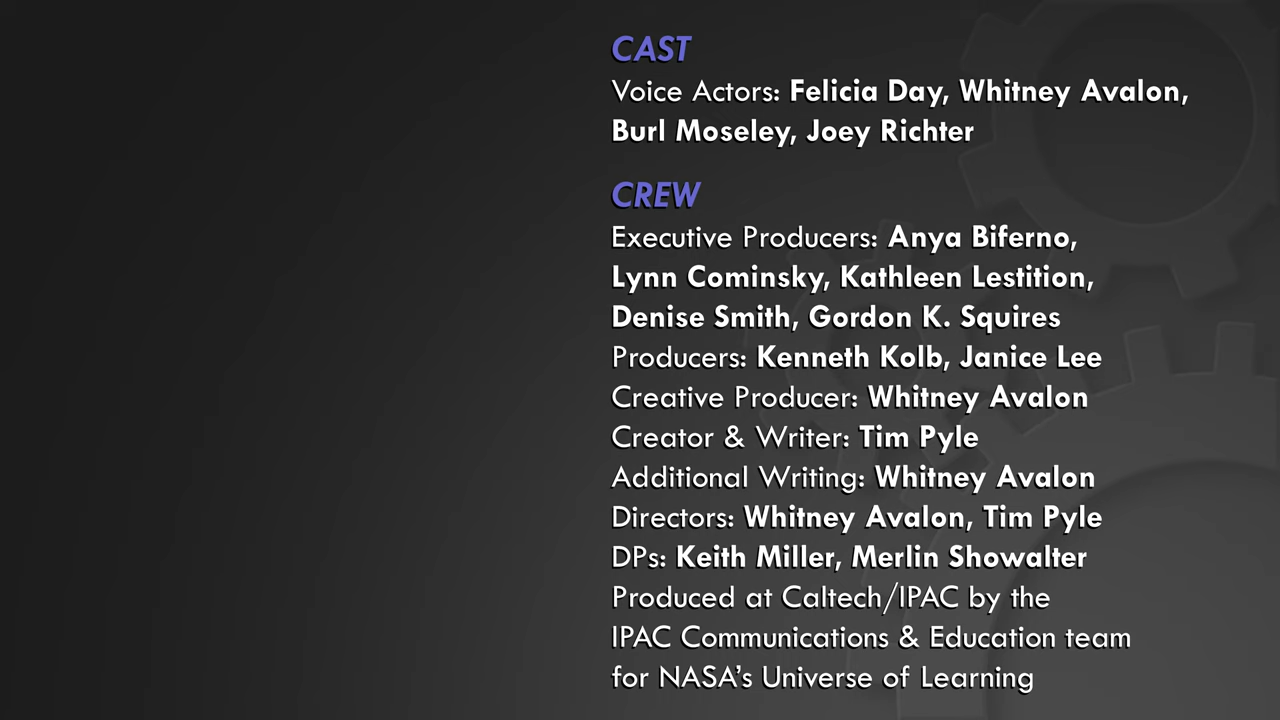 CAST
Voice Actors: Felicia Day, Whitney Avalon,
Burl Moseley, Joey Richter
CREW
Executive Producers: Anya Biferno,
Lynn Cominsky, Kathleen Lestition,
Denise Smith, Gordon K. Squires
Producers: Kenneth Kolb, Janice Lee
Creative Producer: Whitney Avalon
Creator & Writer: Tim Pyle
Additional Writing: Whitney Avalon
Directors: Whitney Avalon, Tim Pyle
DPs: Keith Miller, Merlin Showalter
Produced at Caltech/IPAC by the
IPAC Communications & Education team
for NASA’s Universe of Learning